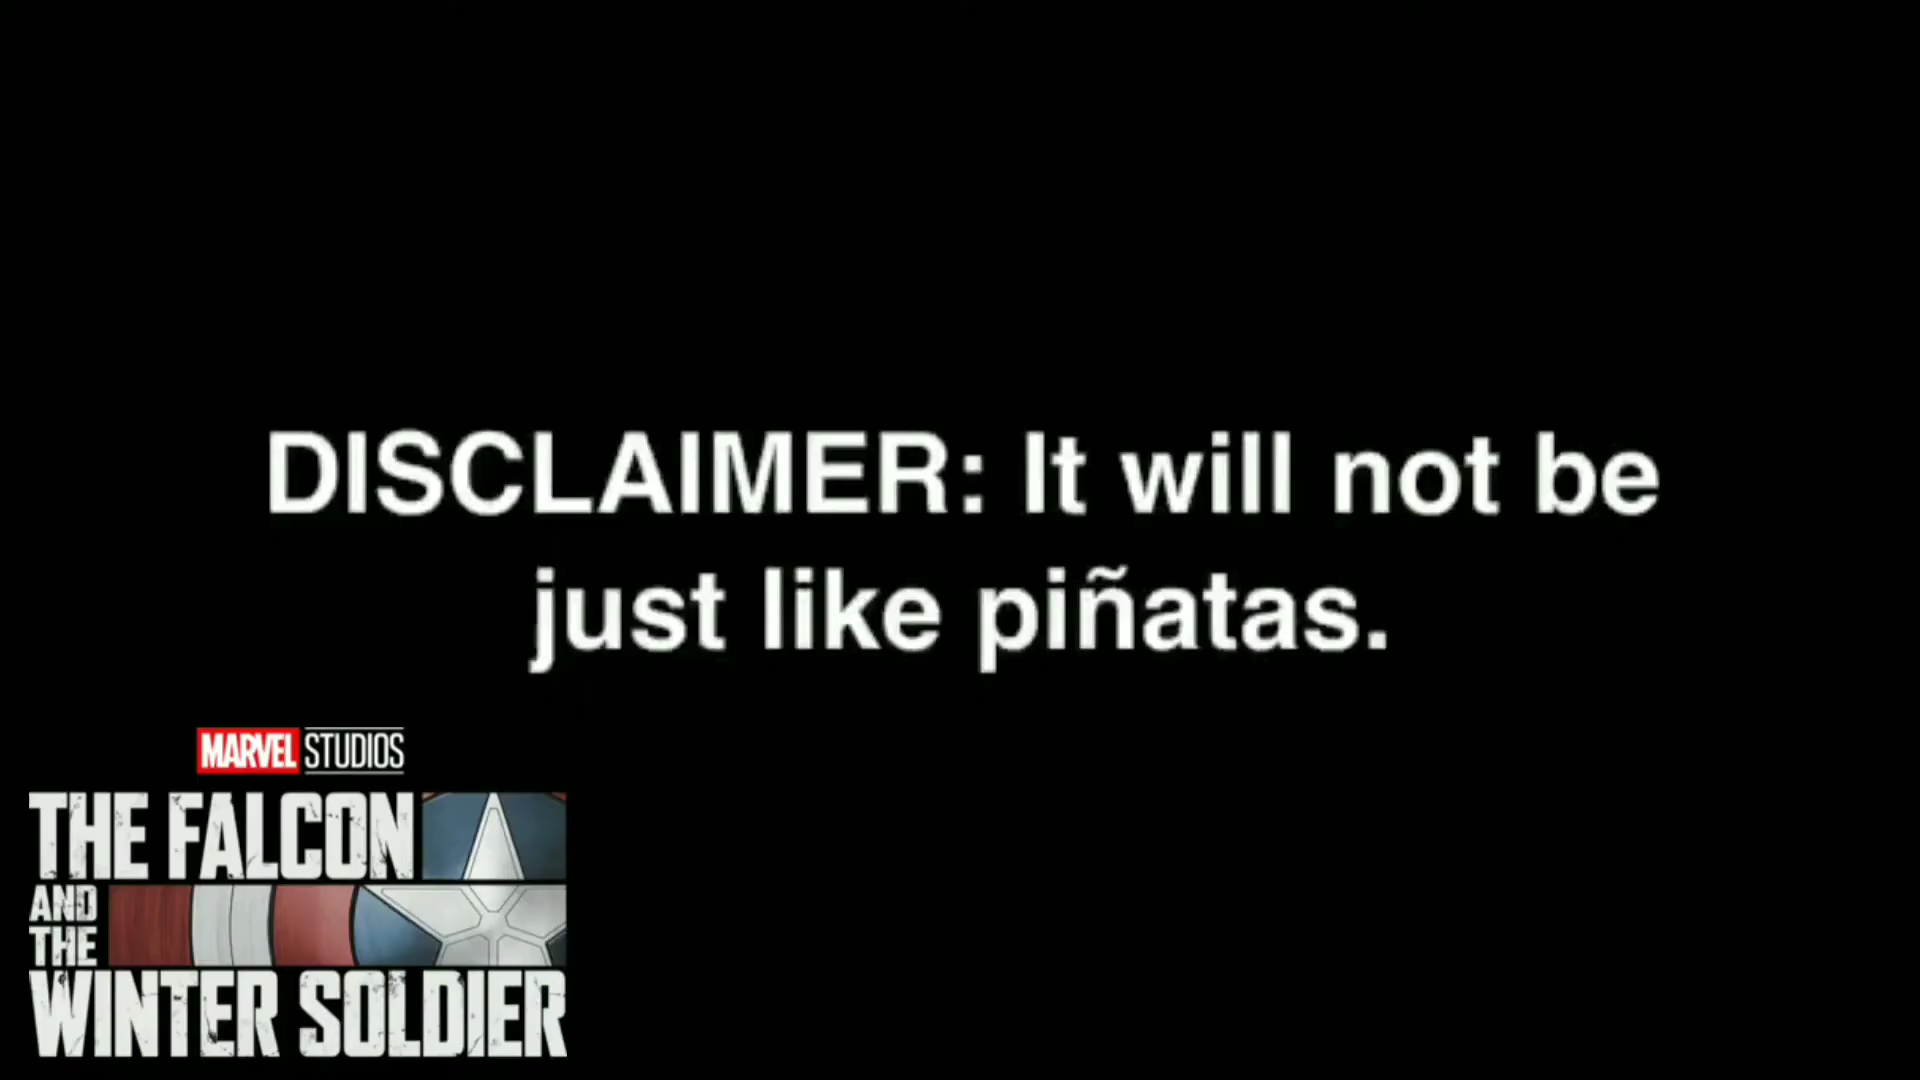 DISCLAIMER: It will not be
just like piñatas.
MARVEL STUDIOS
THE FALCON
AND
THE
WINTER SOLDIER